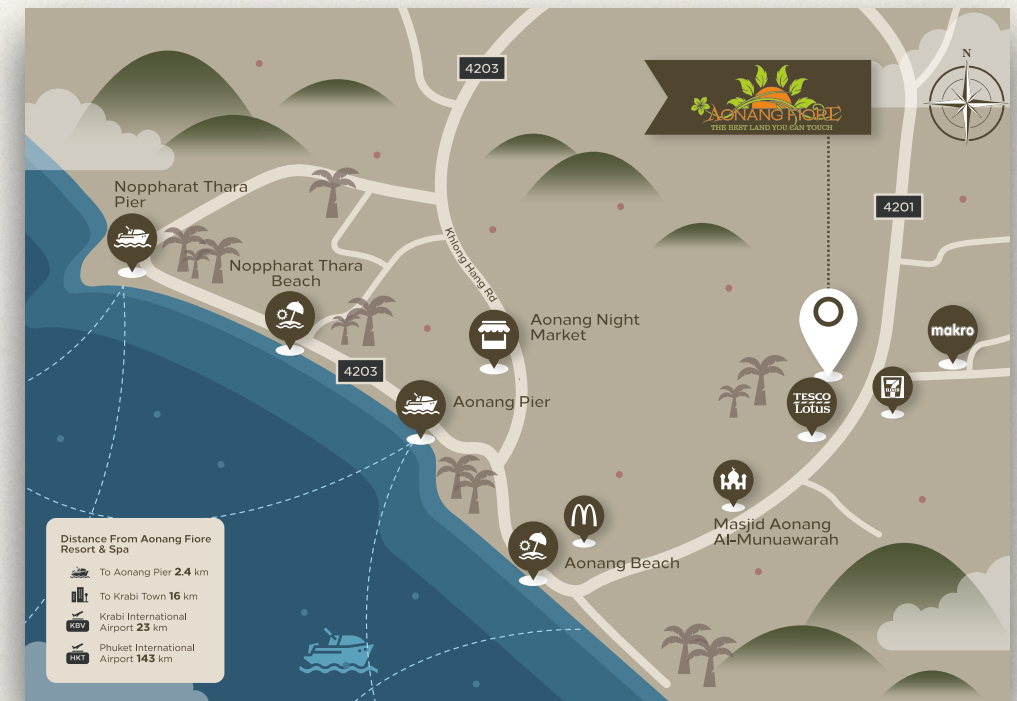 4203
AONANG FIORE
THE BEST LAND YOU CAN TOUCH
N
Noppharat Thara
Pier
4201
Khlong Hang Rd
Noppharat Thara
Beach
Aonang Night
Market
makro
4203
Aonang Pier
TESCO
Lotus
7
ELEVEN
Masjid Aonang
Al-Munuawarah
M
Aonang Beach
Distance From Aonang Fiore
Resort & Spa
To Aonang Pier 2.4 km
To Krabi Town 16 km
KBV
Krabi International
Airport 23 km
HKT
Phuket International
Airport 143 km